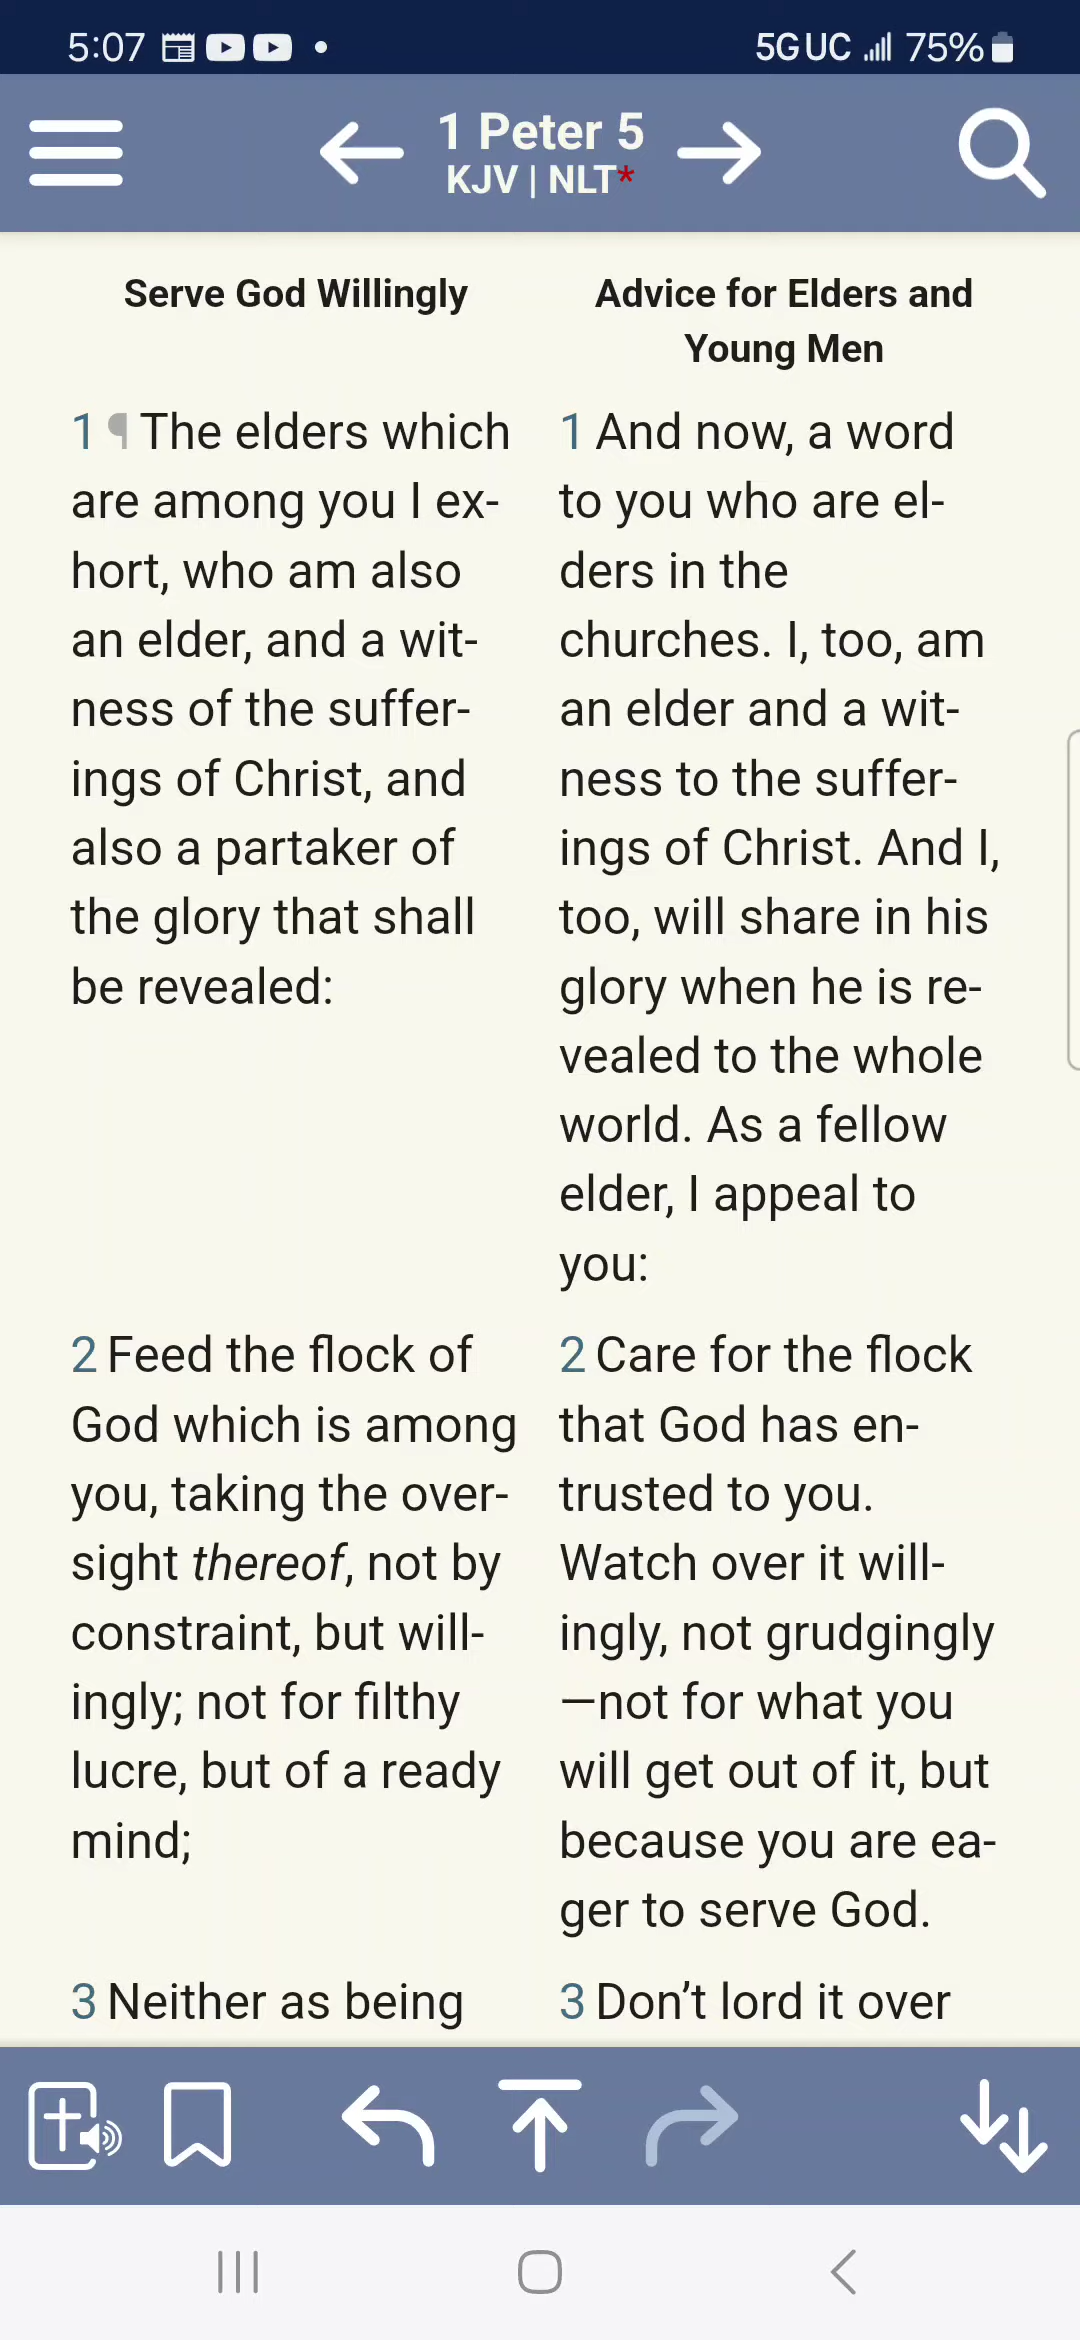 5:07
5G UC 75%
1 Peter 5
KJV | NLT*
Serve God Willingly
1 ¶ The elders which
are among you I ex-
hort, who am also
an elder, and a wit-
ness of the suffer-
ings of Christ, and
also a partaker of
the glory that shall
be revealed:
2 Feed the flock of
God which is among
you, taking the over-
sight thereof, not by
constraint, but will-
ingly; not for filthy
lucre, but of a ready
mind;
3 Neither as being
Advice for Elders and
Young Men
1 And now, a word
to you who are el-
ders in the
churches. I, too, am
an elder and a wit-
ness to the suffer-
ings of Christ. And I,
too, will share in his
glory when he is re-
vealed to the whole
world. As a fellow
elder, I appeal to
you:
2 Care for the flock
that God has en-
trusted to you.
Watch over it will-
ingly, not grudgingly
—not for what you
will get out of it, but
because you are ea-
ger to serve God.
3 Don’t lord it over